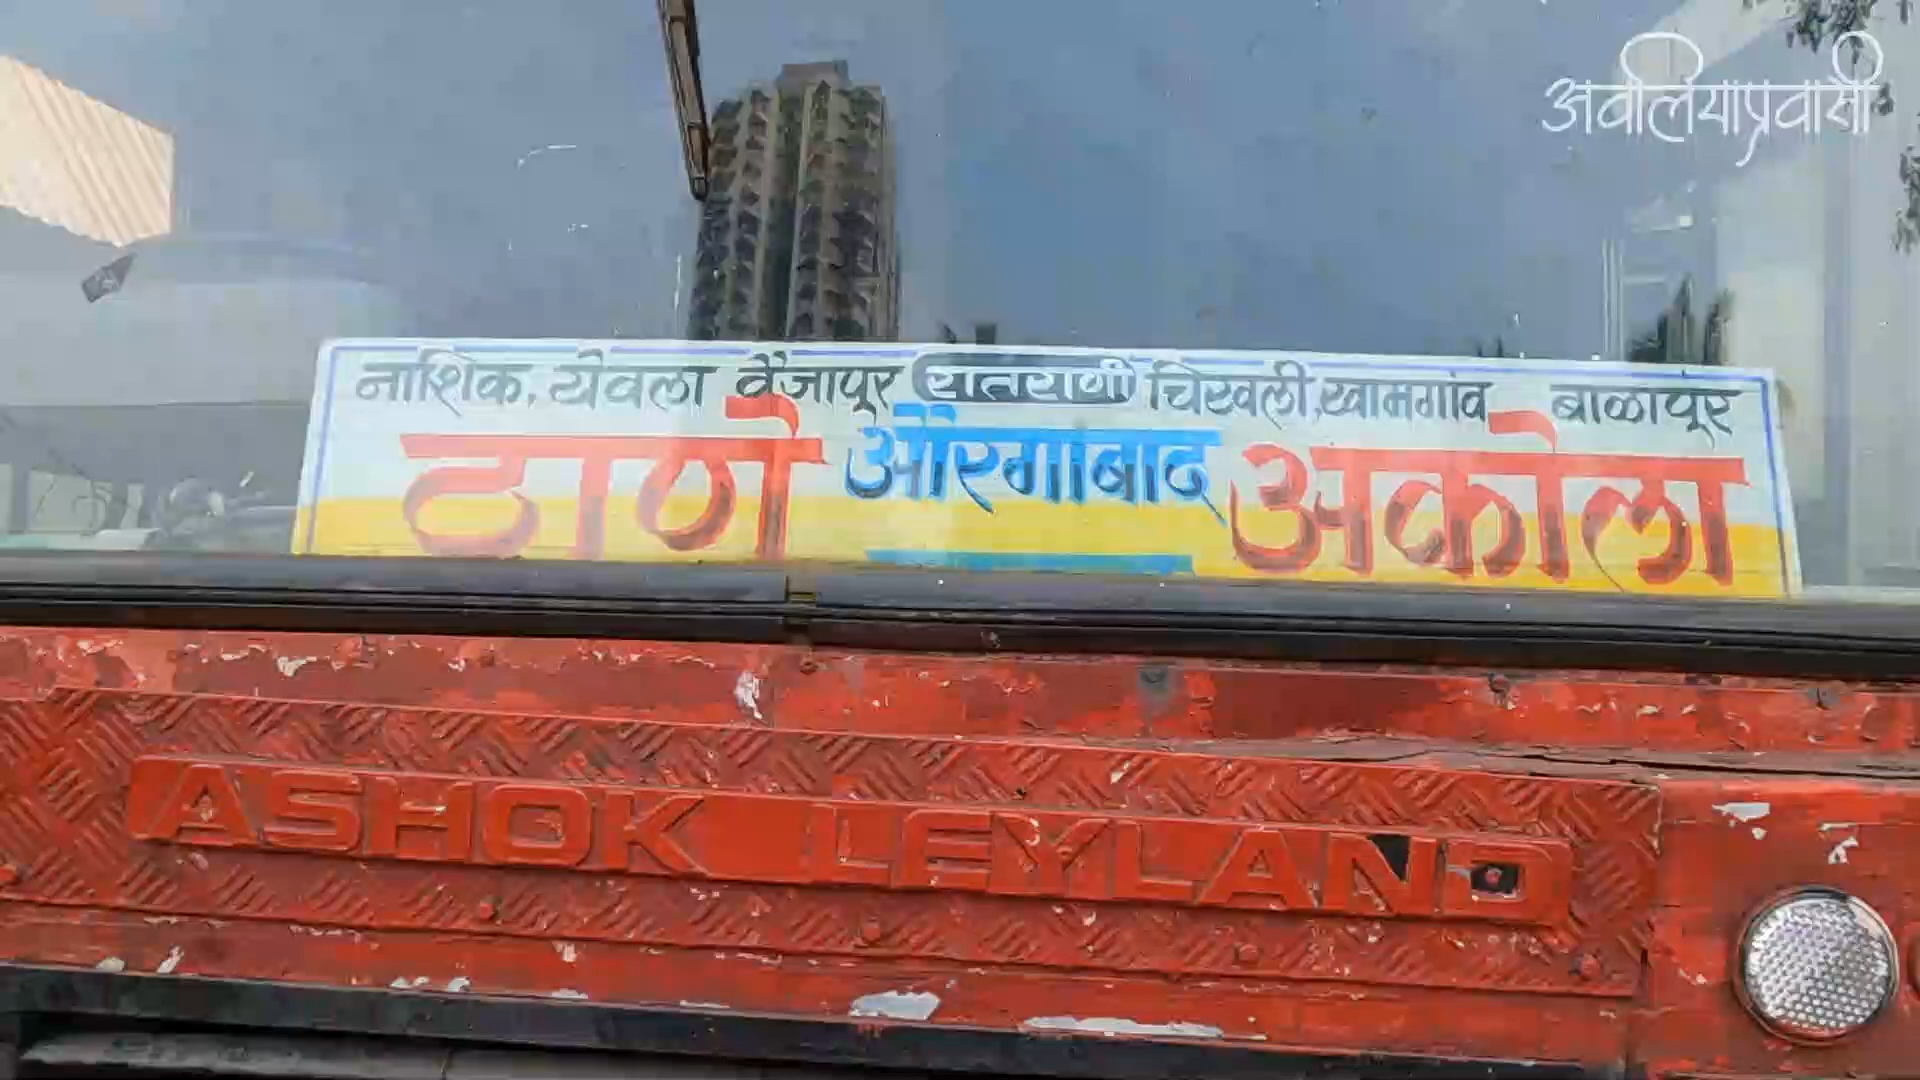 अवलियाप्रवासी
नाशिक, येवला वैजापूर रातराणी चिखली, खामगांव बाळापूर
ठाणे औरंगाबाद अकोला
ASHOK LEYLAND